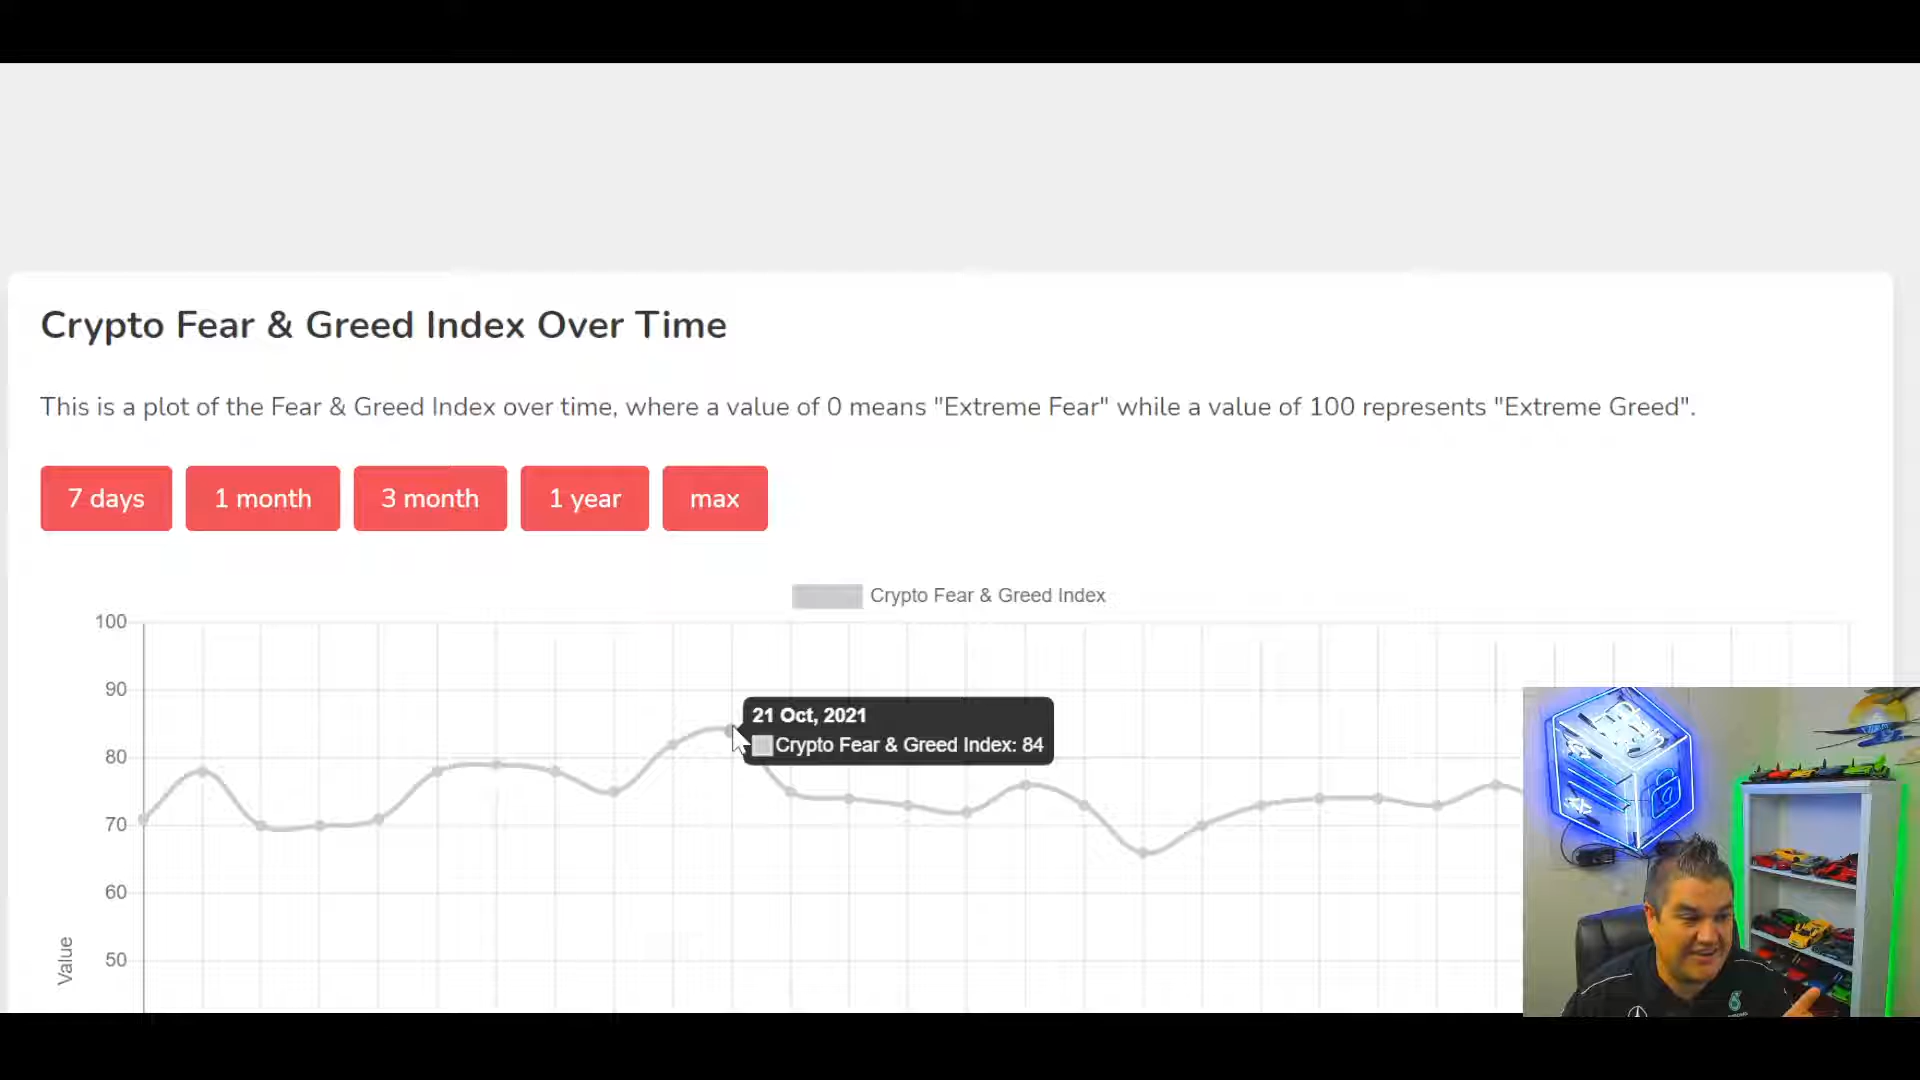 Crypto Fear & Greed Index Over Time
This is a plot of the Fear & Greed Index over time, where a value of 0 means "Extreme Fear" while a value of 100 represents "Extreme Greed".
7 days
1 month
3 month
1 year
max
Crypto Fear & Greed Index
100
90
21 Oct, 2021
Crypto Fear & Greed Index: 84
80
70
60
Value
50